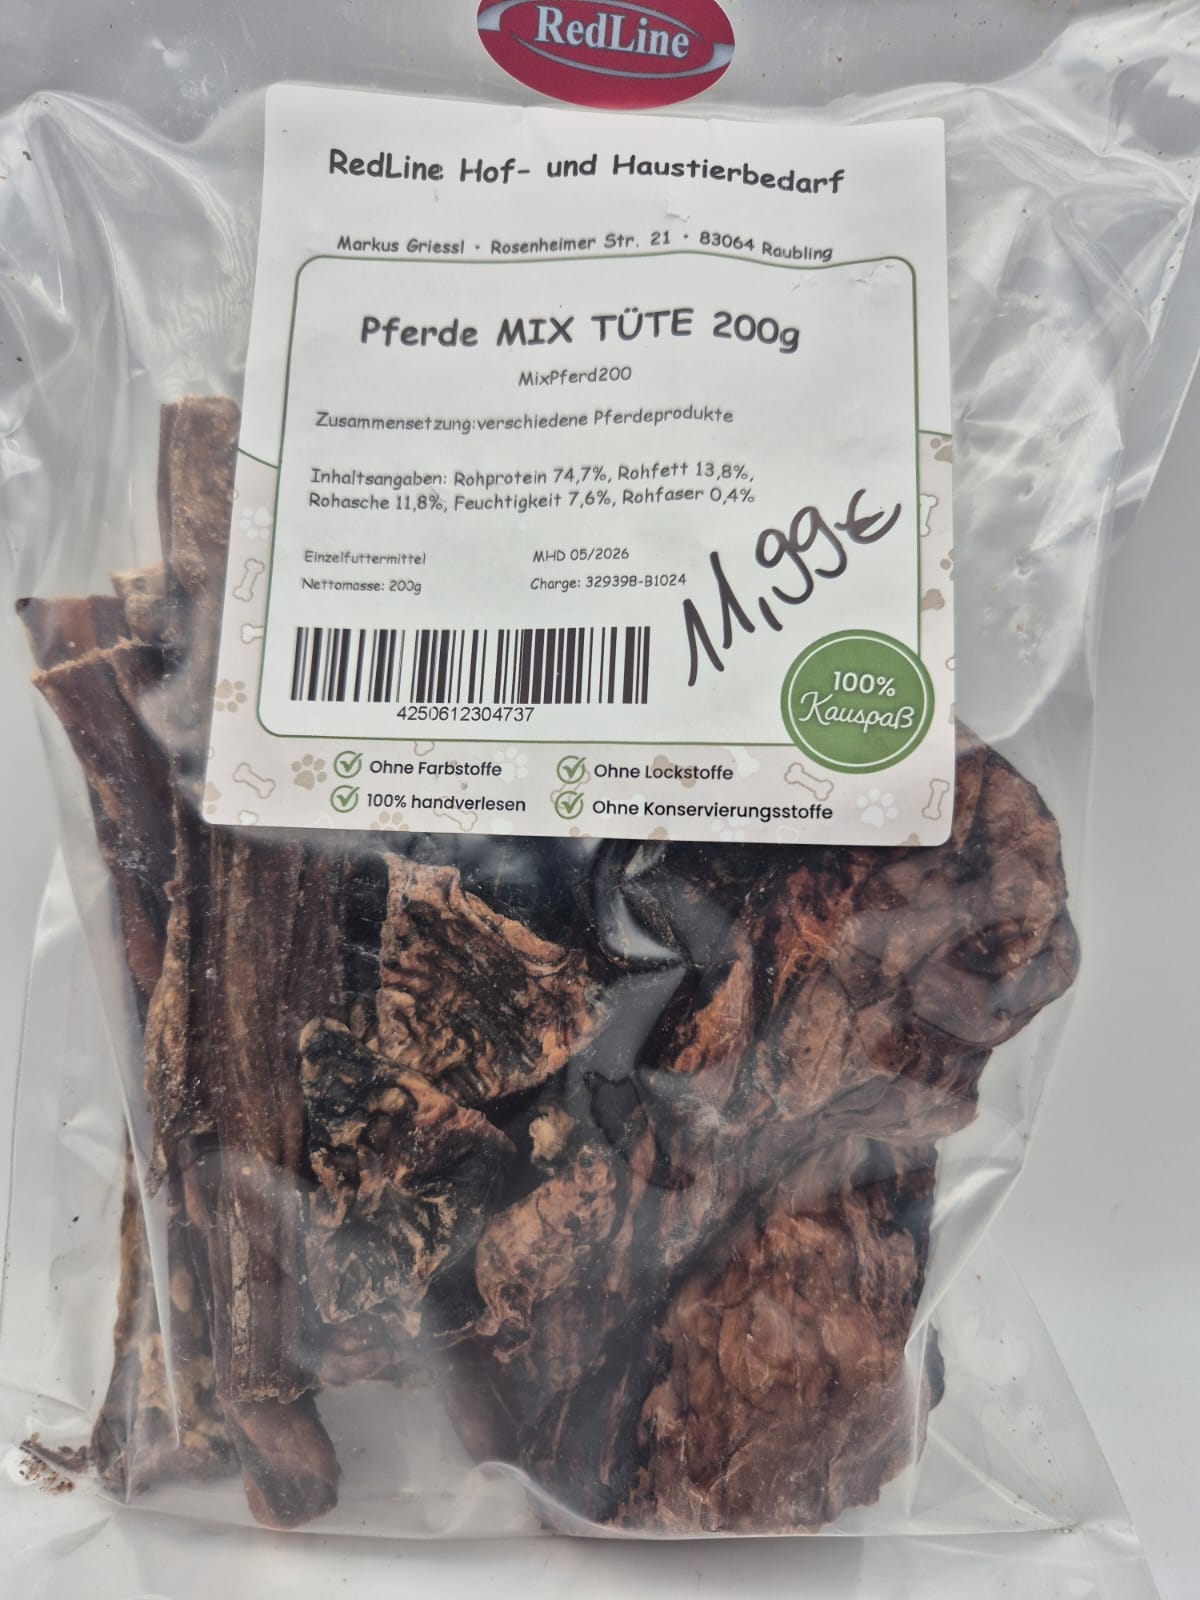 RedLine
RedLine Hof- und Haustierbedarf
Markus Griessl · Rosenheimer Str. 21 · 83064 Raubling
Pferde MIX TÜTE 200g
MixPferd200
Zusammensetzung:verschiedene Pferdeprodukte
Inhaltsangaben: Rohprotein 74,7%, Rohfett 13,8%,
Rohasche 11,8%, Feuchtigkeit 7,6%, Rohfaser 0,4%
Einzelfuttermittel
MHD 05/2026
Nettomasse: 200g
Charge: 329398-B1024
11,99€
4250612304737
100%
Kauspaß
Ohne Farbstoffe
Ohne Lockstoffe
100% handverlesen
Ohne Konservierungsstoffe